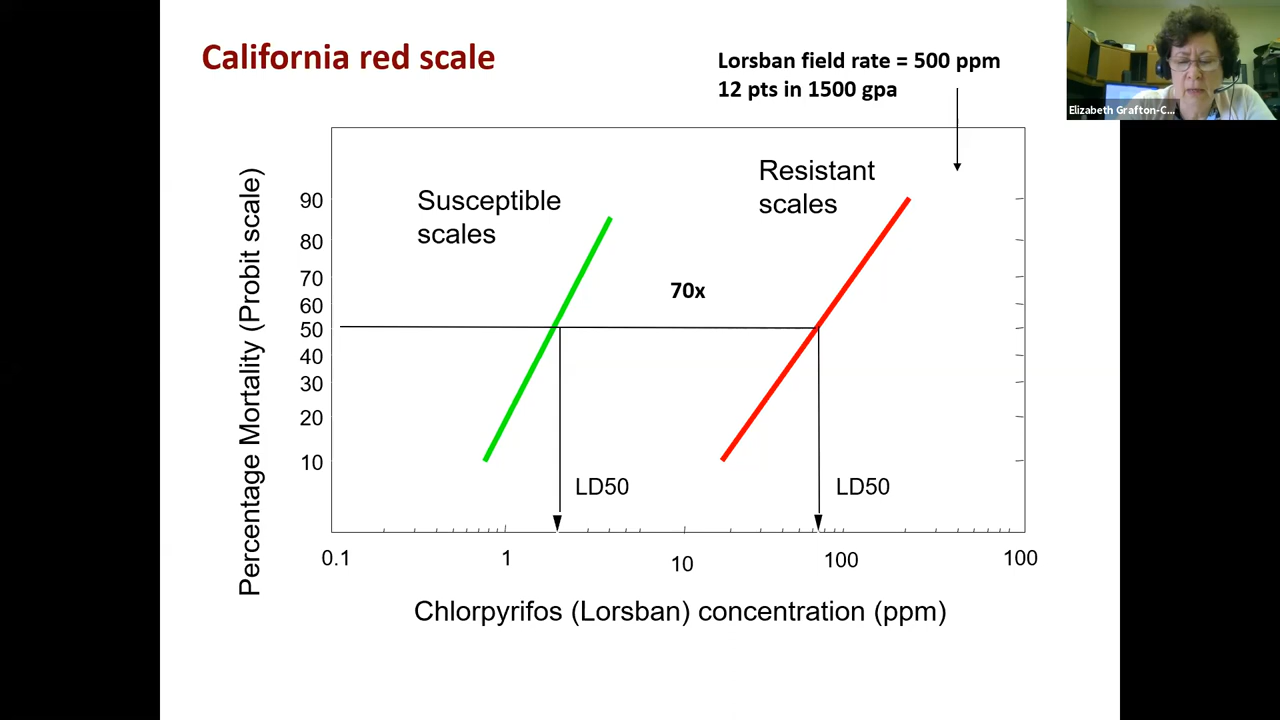 California red scale
Lorsban field rate = 500 ppm
12 pts in 1500 gpa
Elizabeth Grafton-C...
Resistant
scales
Susceptible
scales
70x
Percentage Mortality (Probit scale)
90
80
70
60
50
40
30
20
10
LD50
LD50
0.1
1
10
100
100
Chlorpyrifos (Lorsban) concentration (ppm)